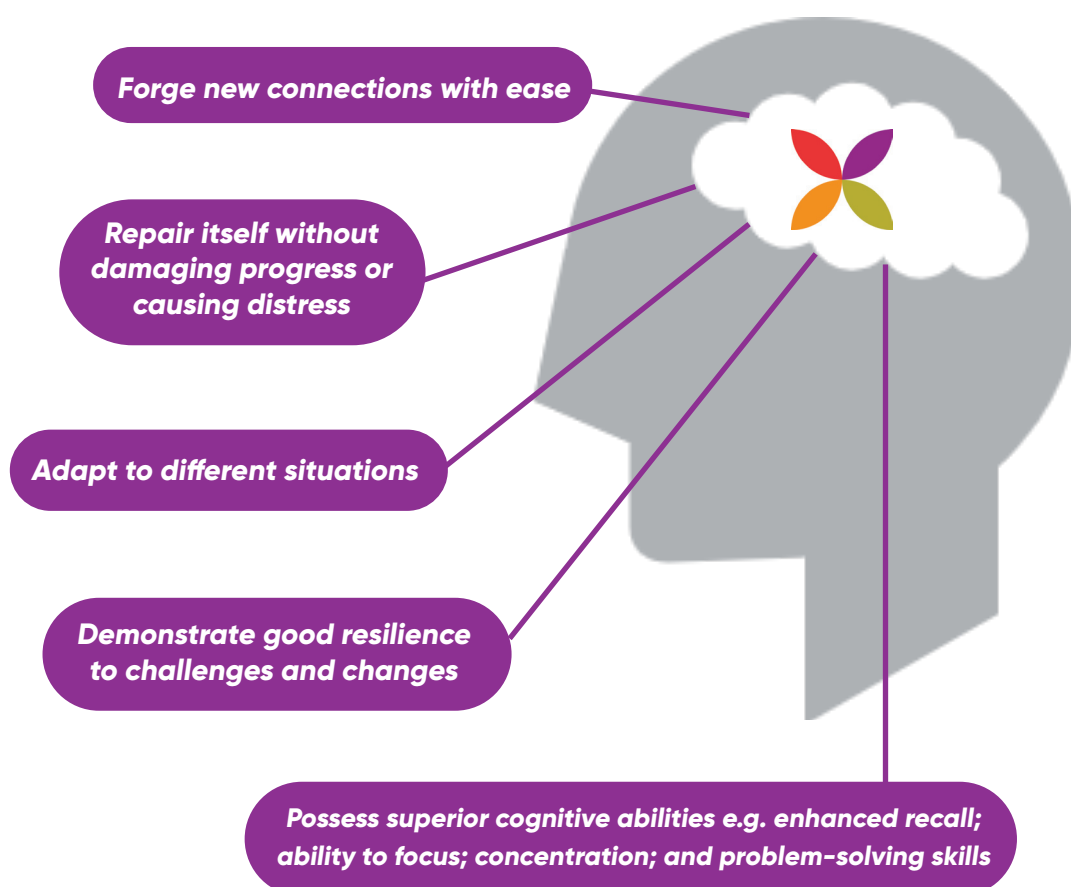 Forge new connections with ease
Repair itself without
damaging progress or
causing distress
Adapt to different situations
Demonstrate good resilience
to challenges and changes
Possess superior cognitive abilities e.g. enhanced recall;
ability to focus; concentration; and problem-solving skills